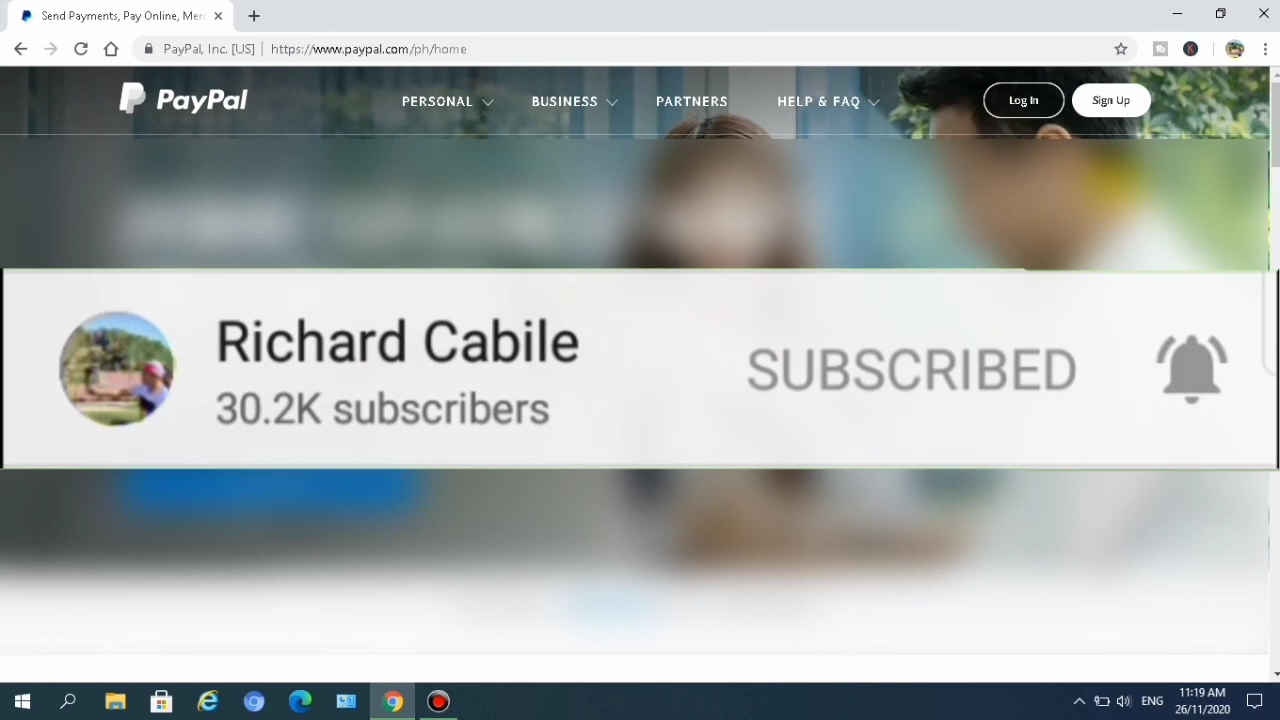 Send Payments, Pay Online, Merc
PayPal, Inc. [US] | https://www.paypal.com/ph/home
PayPal
PERSONAL
BUSINESS
PARTNERS
HELP & FAQ
Log In
Sign Up
Richard Cabile
30.2K subscribers
SUBSCRIBED
ENG
11:19 AM
26/11/2020